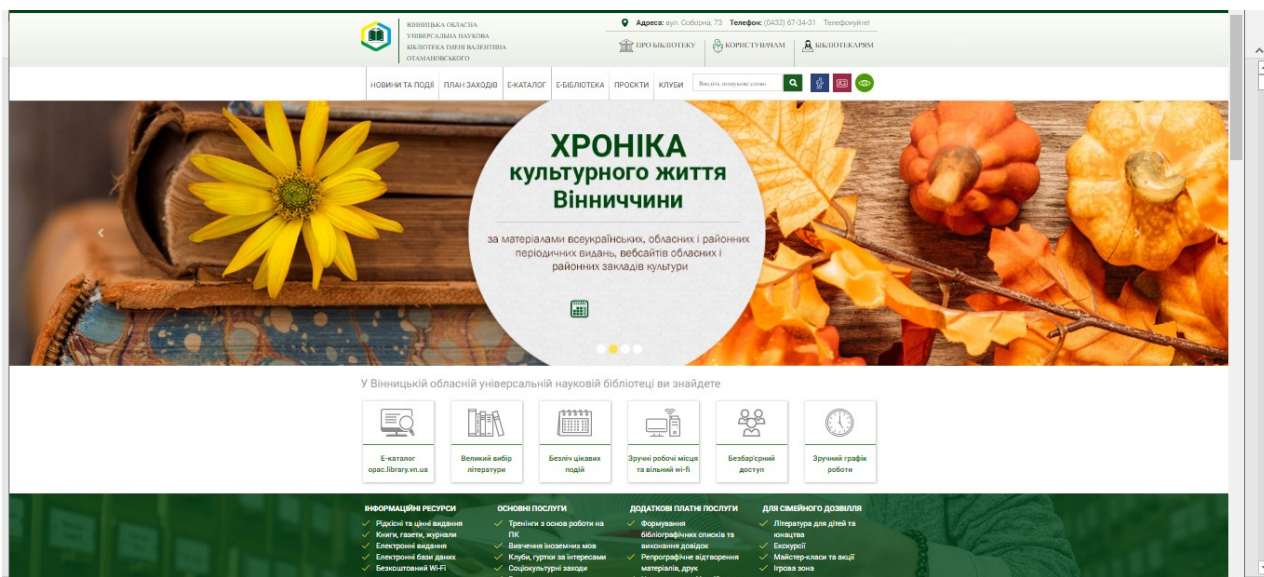 ВІННИЦЬКА ОБЛАСНА
УНІВЕРСАЛЬНА НАУКОВА
БІБЛІОТЕКА ІМЕНІ ВАЛЕНТИНА
ОТАМАНОВСЬКОГО
Адреса: вул. Соборна, 73 Телефон: (0432) 67-34-31 Телефонуйте!
ПРО БІБЛІОТЕКУ КОРИСТУВАЧАМ БІБЛІОТЕКАРЯМ
НОВИНИ ТА ПОДІЇ ПЛАН ЗАХОДІВ Е-КАТАЛОГ Е-БІБЛІОТЕКА ПРОЄКТИ КЛУБИ Введіть пошукове слово
ХРОНІКА
культурного життя
Вінниччини
за матеріалами всеукраїнських, обласних і районних
періодичних видань, вебсайтів обласних і
районних закладів культури
У Вінницькій обласній універсальній науковій бібліотеці ви знайдете
Е-каталог
opac.library.vn.ua
Великий вибір
літератури
Безліч цікавих
подій
Зручні робочі місця
та вільний wi-fi
Безбар'єрний
доступ
Зручний графік
роботи
ІНФОРМАЦІЙНІ РЕСУРСИ
Рідкісні та цінні видання
Книги, газети, журнали
Електронні видання
Електронні бази даних
Безкоштовний Wi-Fi
ОСНОВНІ ПОСЛУГИ
Тренінги з основ роботи на
ПК
Вивчення іноземних мов
Клуби, гуртки за інтересами
Соціокультурні заходи
ДОДАТКОВІ ПЛАТНІ ПОСЛУГИ
Формування
бібліографічних списків та
виконання довідок
Репрографічне відтворення
матеріалів, друк
ДЛЯ СІМЕЙНОГО ДОЗВІЛЛЯ
Література для дітей та
юнацтва
Екскурсії
Майстер-класи та акції
Ігрова зона